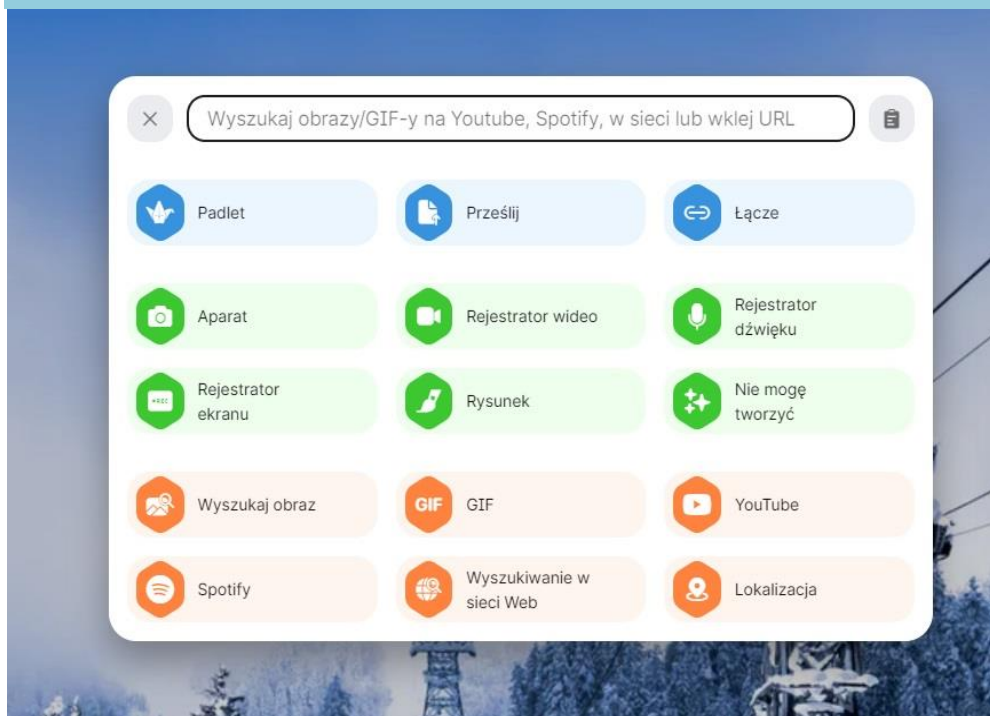 Wyszukaj obrazy/GIF-y na Youtube, Spotify, w sieci lub wklej URL
Padlet
Prześlij
Łącze
Aparat
Rejestrator wideo
Rejestrator
dźwięku
Rejestrator
ekranu
Rysunek
Nie mogę
tworzyć
Wyszukaj obraz
GIF
GIF
YouTube
Spotify
Wyszukiwanie w
sieci Web
Lokalizacja